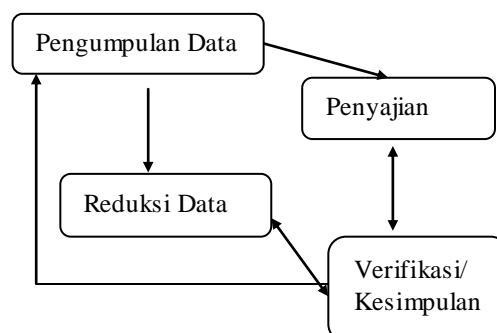 Pengumpulan Data
Penyajian
Reduksi Data
Verifikasi/
Kesimpulan